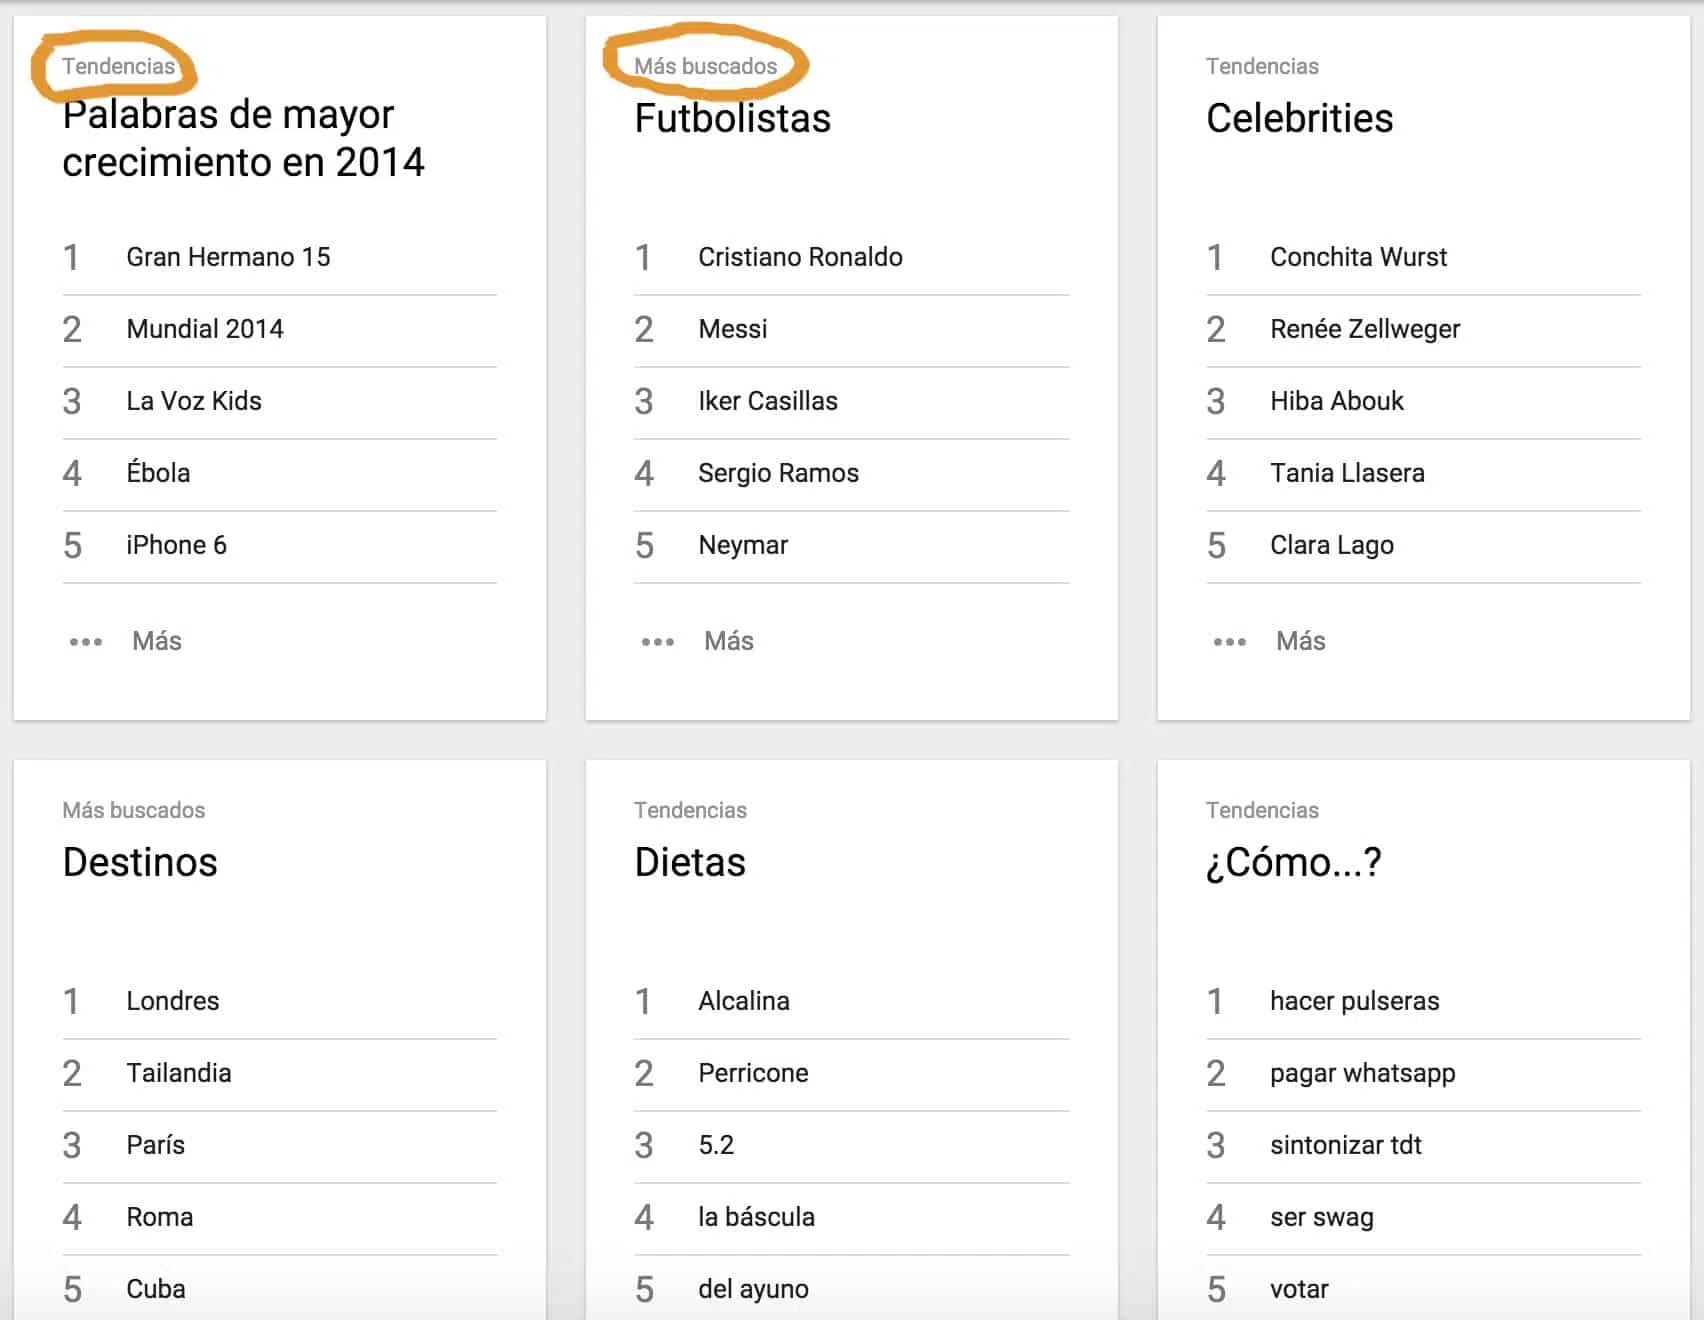 Tendencias
Palabras de mayor
crecimiento en 2014
1 Gran Hermano 15
2 Mundial 2014
3 La Voz Kids
4 Ébola
5 iPhone 6
••• Más
Más buscados
Futbolistas
1 Cristiano Ronaldo
2 Messi
3 Iker Casillas
4 Sergio Ramos
5 Neymar
••• Más
Tendencias
Celebrities
1 Conchita Wurst
2 Renée Zellweger
3 Hiba Abouk
4 Tania Llasera
5 Clara Lago
••• Más
Más buscados
Destinos
1 Londres
2 Tailandia
3 París
4 Roma
5 Cuba
Tendencias
Dietas
1 Alcalina
2 Perricone
3 5.2
4 la báscula
5 del ayuno
Tendencias
¿Cómo...?
1 hacer pulseras
2 pagar whatsapp
3 sintonizar tdt
4 ser swag
5 votar